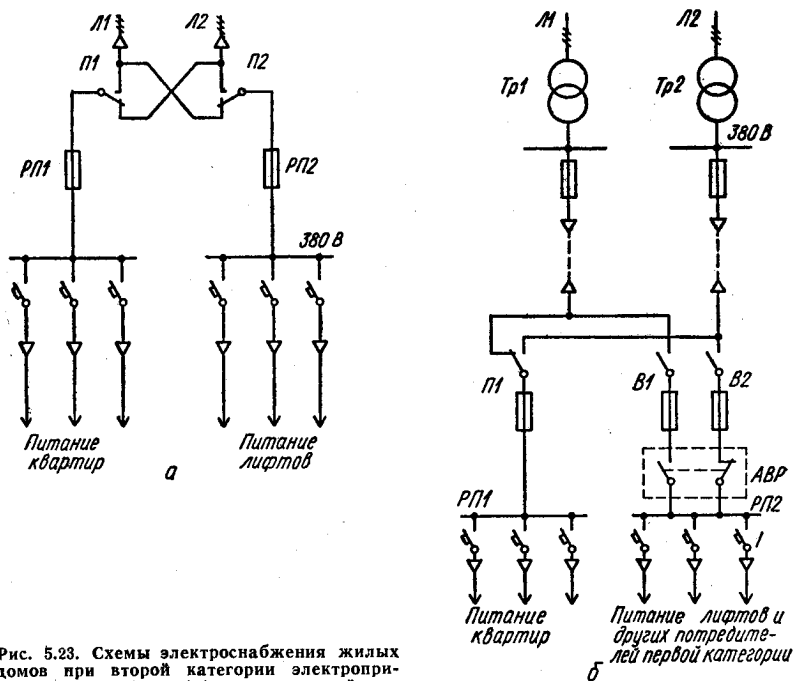 Л1
Л2
П1
П2
РП1
РП2
380 В
Питание
квартир
Питание
лифтов
а
Л1
Л2
Тр1
Тр2
380 В
П1
В1
В2
АВР
РП1
РП2
Питание
квартир
Питание лифтов и
других потребите-
лей первой категории
б
Рис. 5.23. Схемы электроснабжения жилых
домов при второй категории электропри-